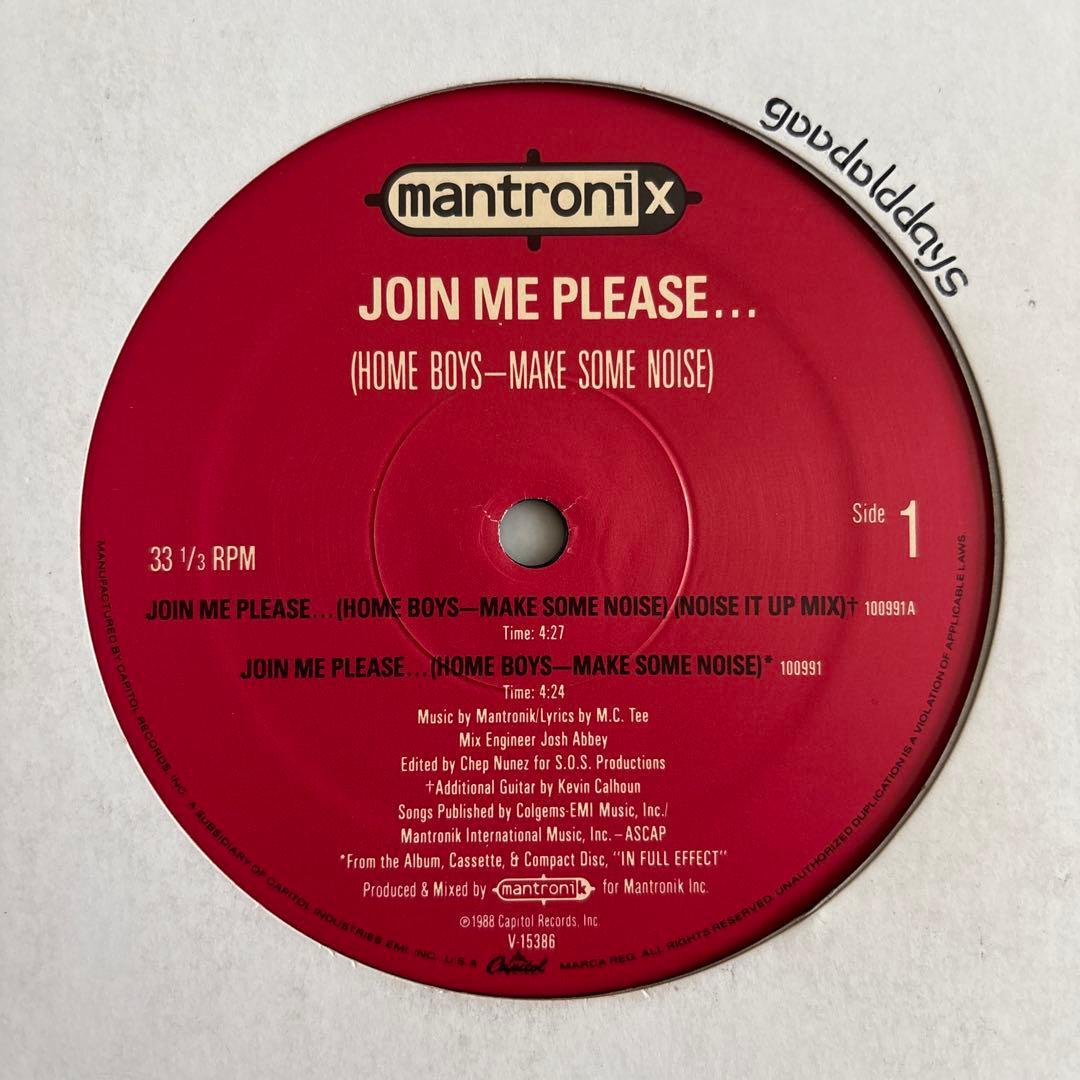 gooddolddays
mantronix
JOIN ME PLEASE...
(HOME BOYS—MAKE SOME NOISE)
Side 1
33 1/3 RPM
JOIN ME PLEASE...(HOME BOYS—MAKE SOME NOISE) (NOISE IT UP MIX)† 100991A
Time: 4:27
JOIN ME PLEASE...(HOME BOYS—MAKE SOME NOISE)* 100991
Time: 4:24
Music by Mantronik/Lyrics by M.C. Tee
Mix Engineer Josh Abbey
Edited by Chep Nunez for S.O.S. Productions
†Additional Guitar by Kevin Calhoun
Songs Published by Colgems-EMI Music, Inc./
Mantronik International Music, Inc.–ASCAP
*From the Album, Cassette, & Compact Disc, "IN FULL EFFECT"
Produced & Mixed by mantronik for Mantronik Inc.
℗1988 Capitol Records, Inc.
V-15386
MANUFACTURED BY CAPITOL RECORDS, INC. A SUBSIDIARY OF CAPITOL INDUSTRIES EMI, INC., U.S.A. Capitol MARCA REG. ALL RIGHTS RESERVED. UNAUTHORIZED DUPLICATION IS A VIOLATION OF APPLICABLE LAWS.